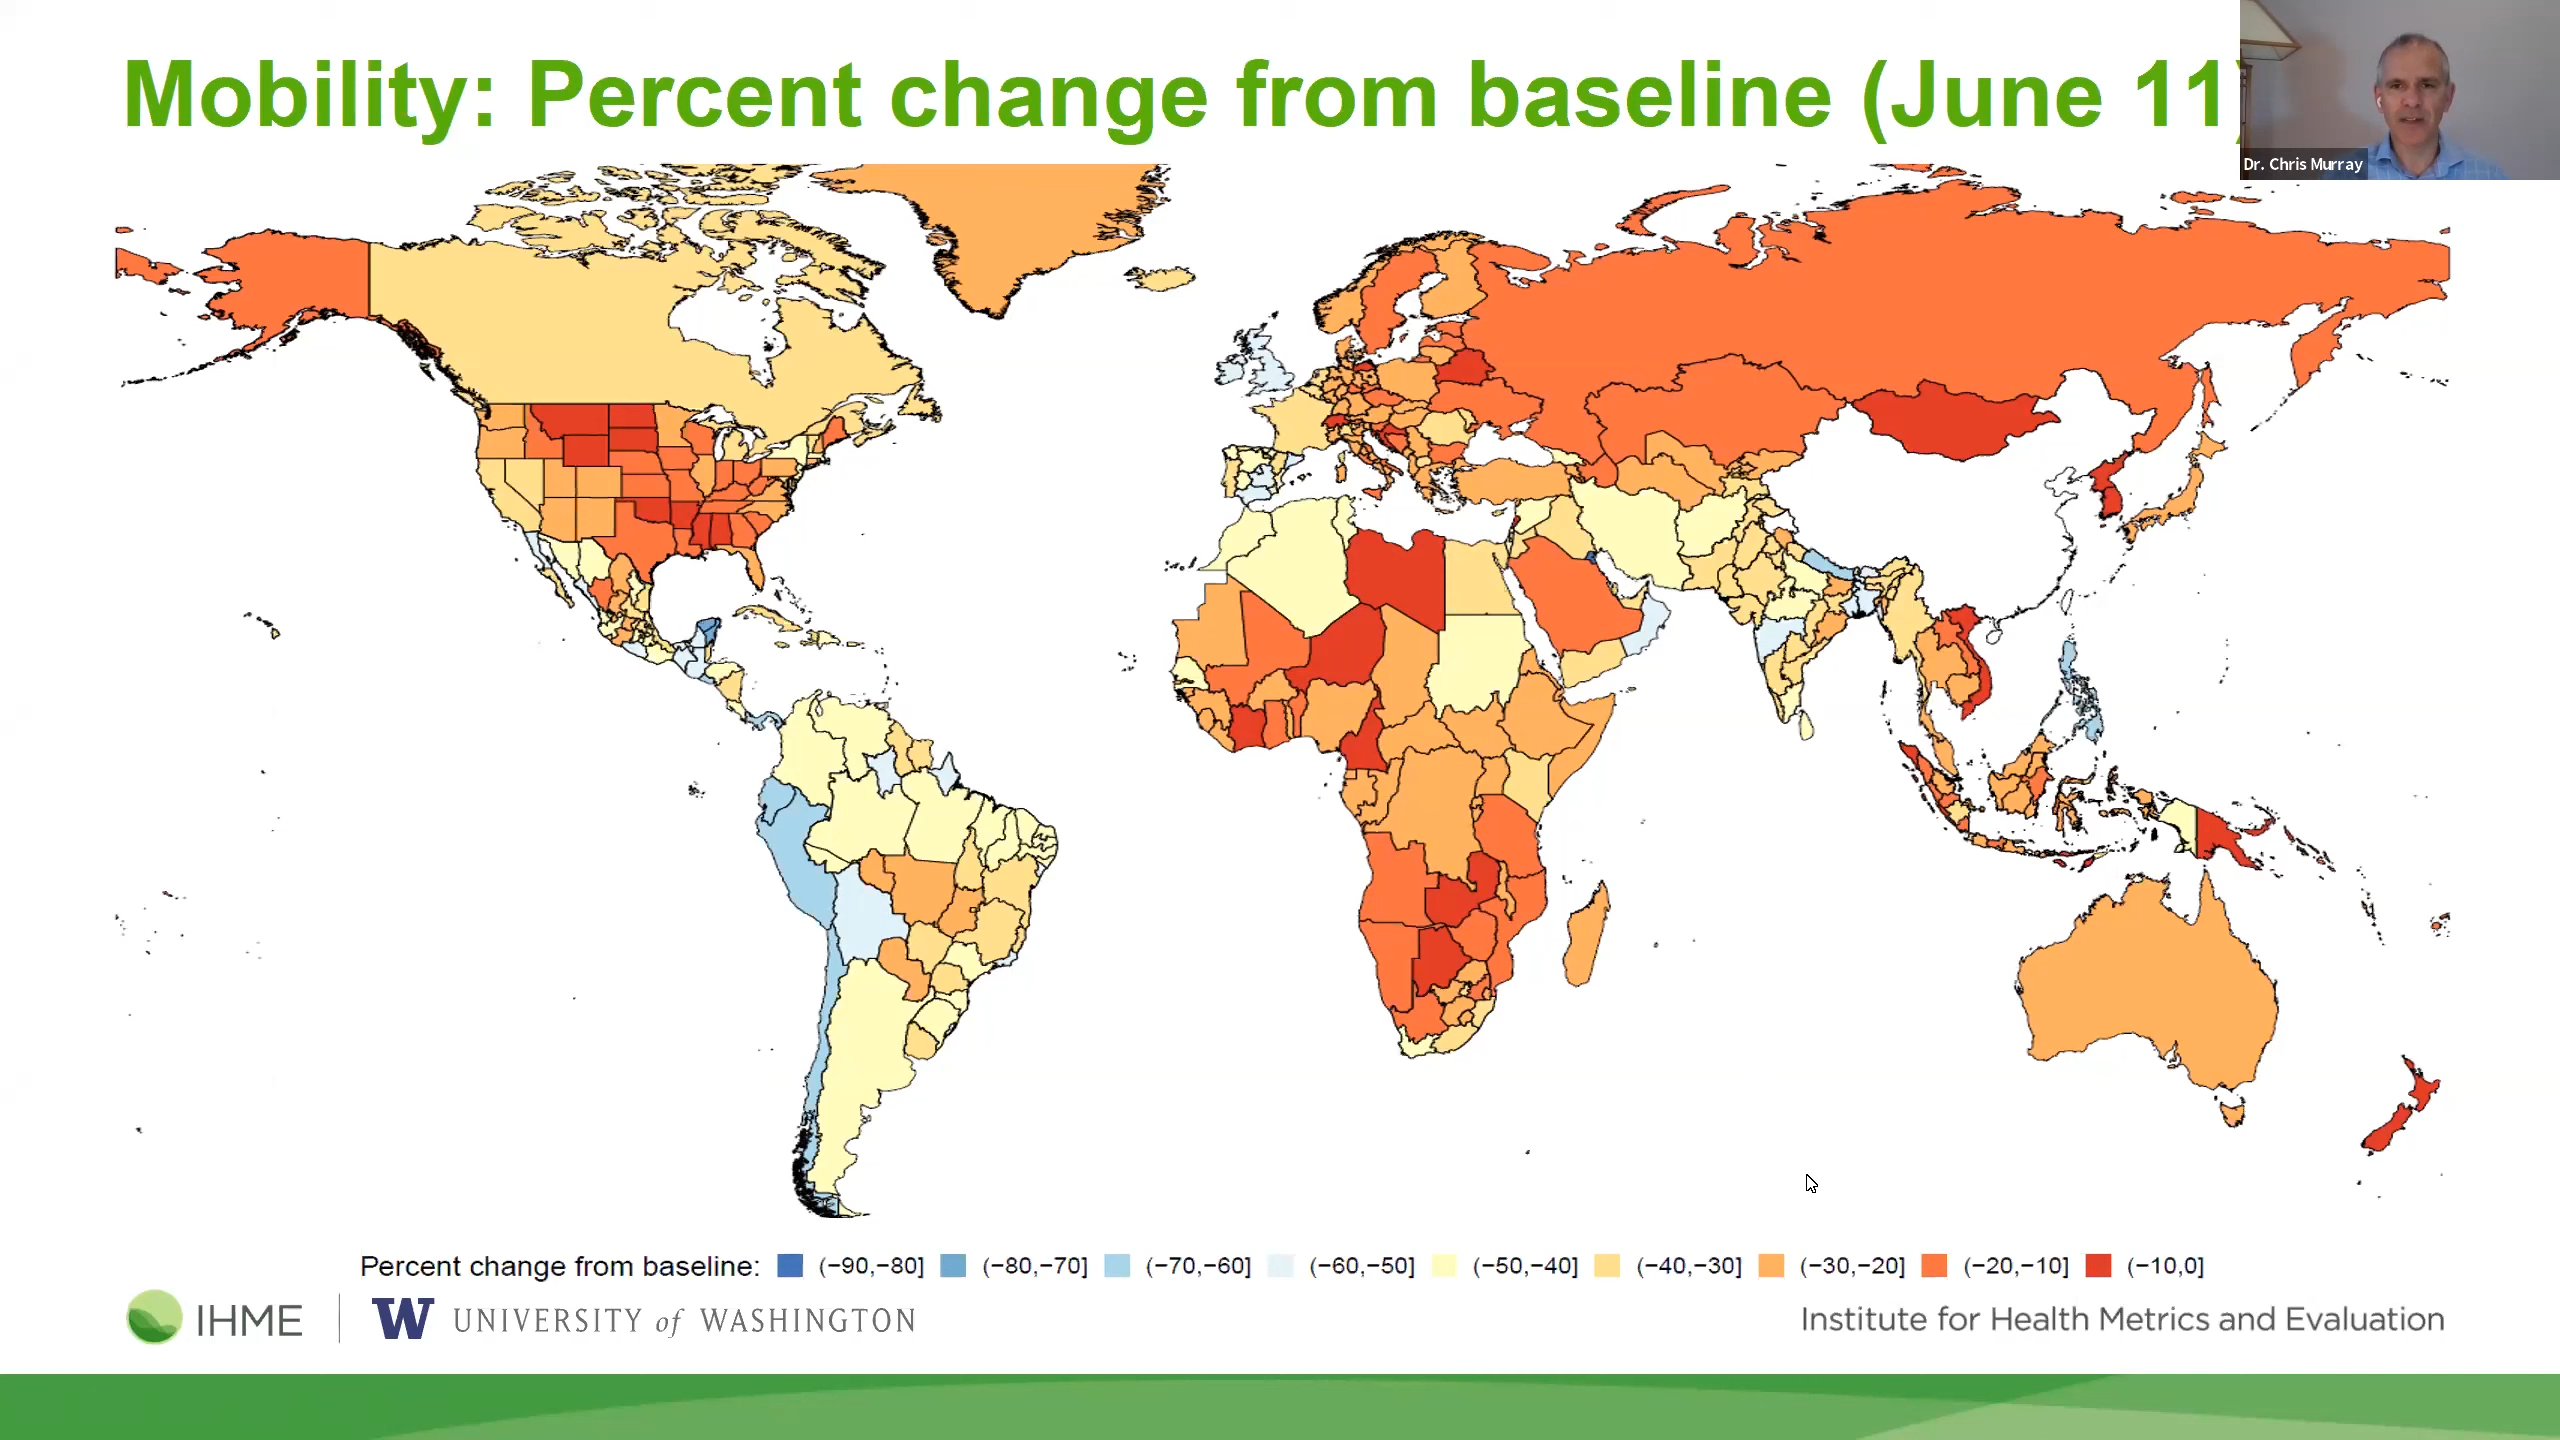 Mobility: Percent change from baseline (June 11)
Dr. Chris Murray
Percent change from baseline: (−90,−80] (−80,−70] (−70,−60] (−60,−50] (−50,−40] (−40,−30] (−30,−20] (−20,−10] (−10,0]
IHME W UNIVERSITY of WASHINGTON Institute for Health Metrics and Evaluation